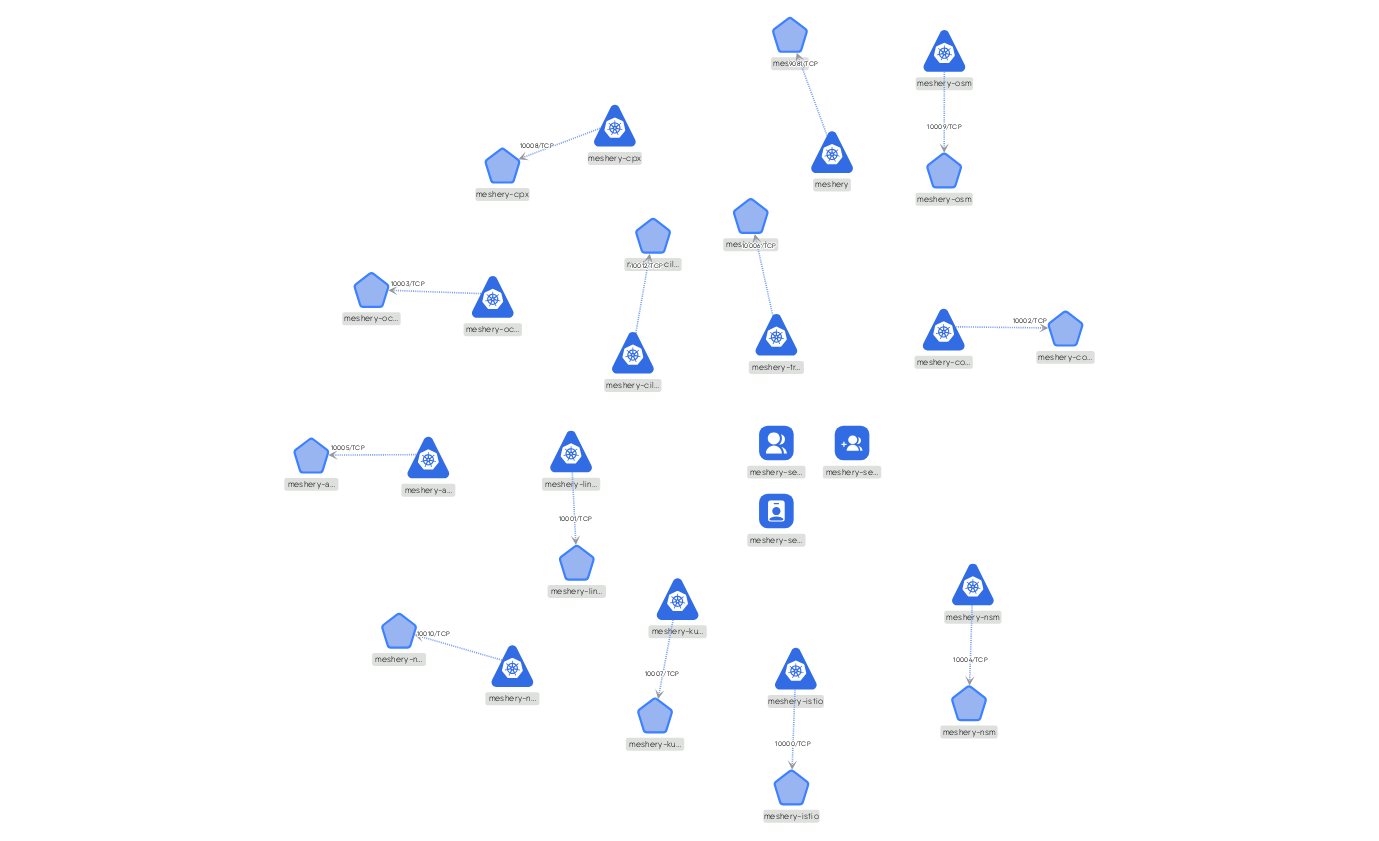 9081/TCP
meshery
meshery-osm
10009/TCP
meshery-osm
meshery-cpx
10008/TCP
meshery-cpx
10012/TCP
meshery-cil...
10006/TCP
meshery-tr...
10003/TCP
meshery-oc...
meshery-oc...
10002/TCP
meshery-co...
meshery-co...
10005/TCP
meshery-a...
meshery-a...
meshery-lin...
10001/TCP
meshery-lin...
meshery-se...
meshery-se...
meshery-se...
10010/TCP
meshery-n...
meshery-n...
meshery-ku...
10007/TCP
meshery-ku...
meshery-istio
10000/TCP
meshery-istio
meshery-nsm
10004/TCP
meshery-nsm